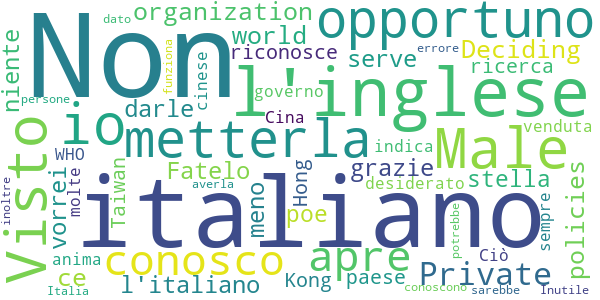 dato organization opportuno
Non world Deciding
riconosce serve
niente funziona cinese l'inglese errore ricerca
persone io darle governo venduta
Cina
Visto metterla Male
WHO indica
inoltre molte vorrei Taiwan Fatelo Hong grazie desiderato stella
averla
italiano meno poe policies
conosco apre potrebbe sempre
anima ce l'italiano Kong paese Private Ciò
Italia conoscono sarebbe Inutile